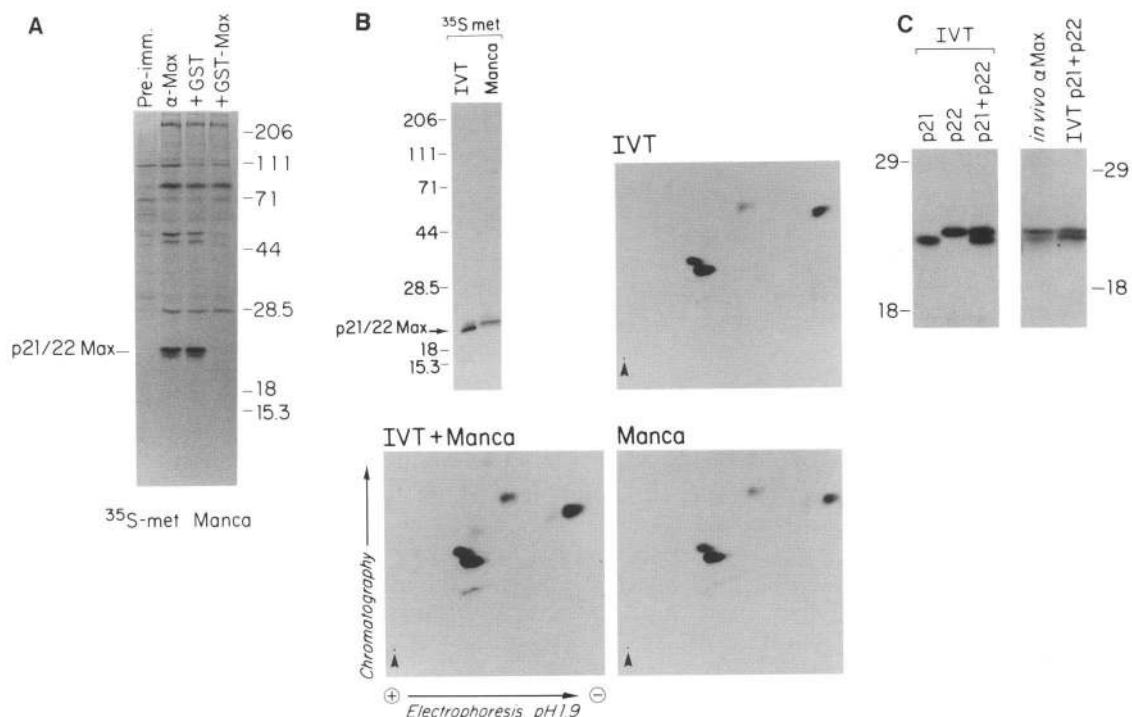 A
Pre-imm.
α-Max
+GST
+GST-Max
-206
-111
-71
-44
-28.5
p21/22 Max—
-18
-15.3
³⁵S-met Manca
B
³⁵S met
IVT
Manca
206-
111-
71-
44-
28.5-
p21/22 Max→
18-
15.3-
IVT
IVT+Manca
Manca
Chromatography
⊕
⊖
Electrophoresis, pH1.9
C
IVT
p21
p22
p21+p22
in vivo αMax
IVT p21+p22
29-
18-
-29
-18